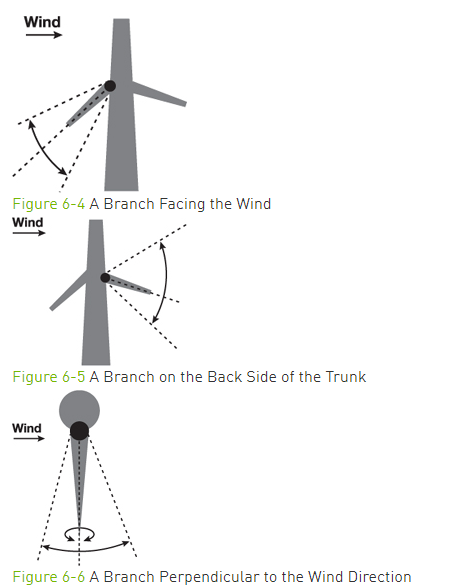 Wind
Figure 6-4 A Branch Facing the Wind
Wind
Figure 6-5 A Branch on the Back Side of the Trunk
Wind
Figure 6-6 A Branch Perpendicular to the Wind Direction